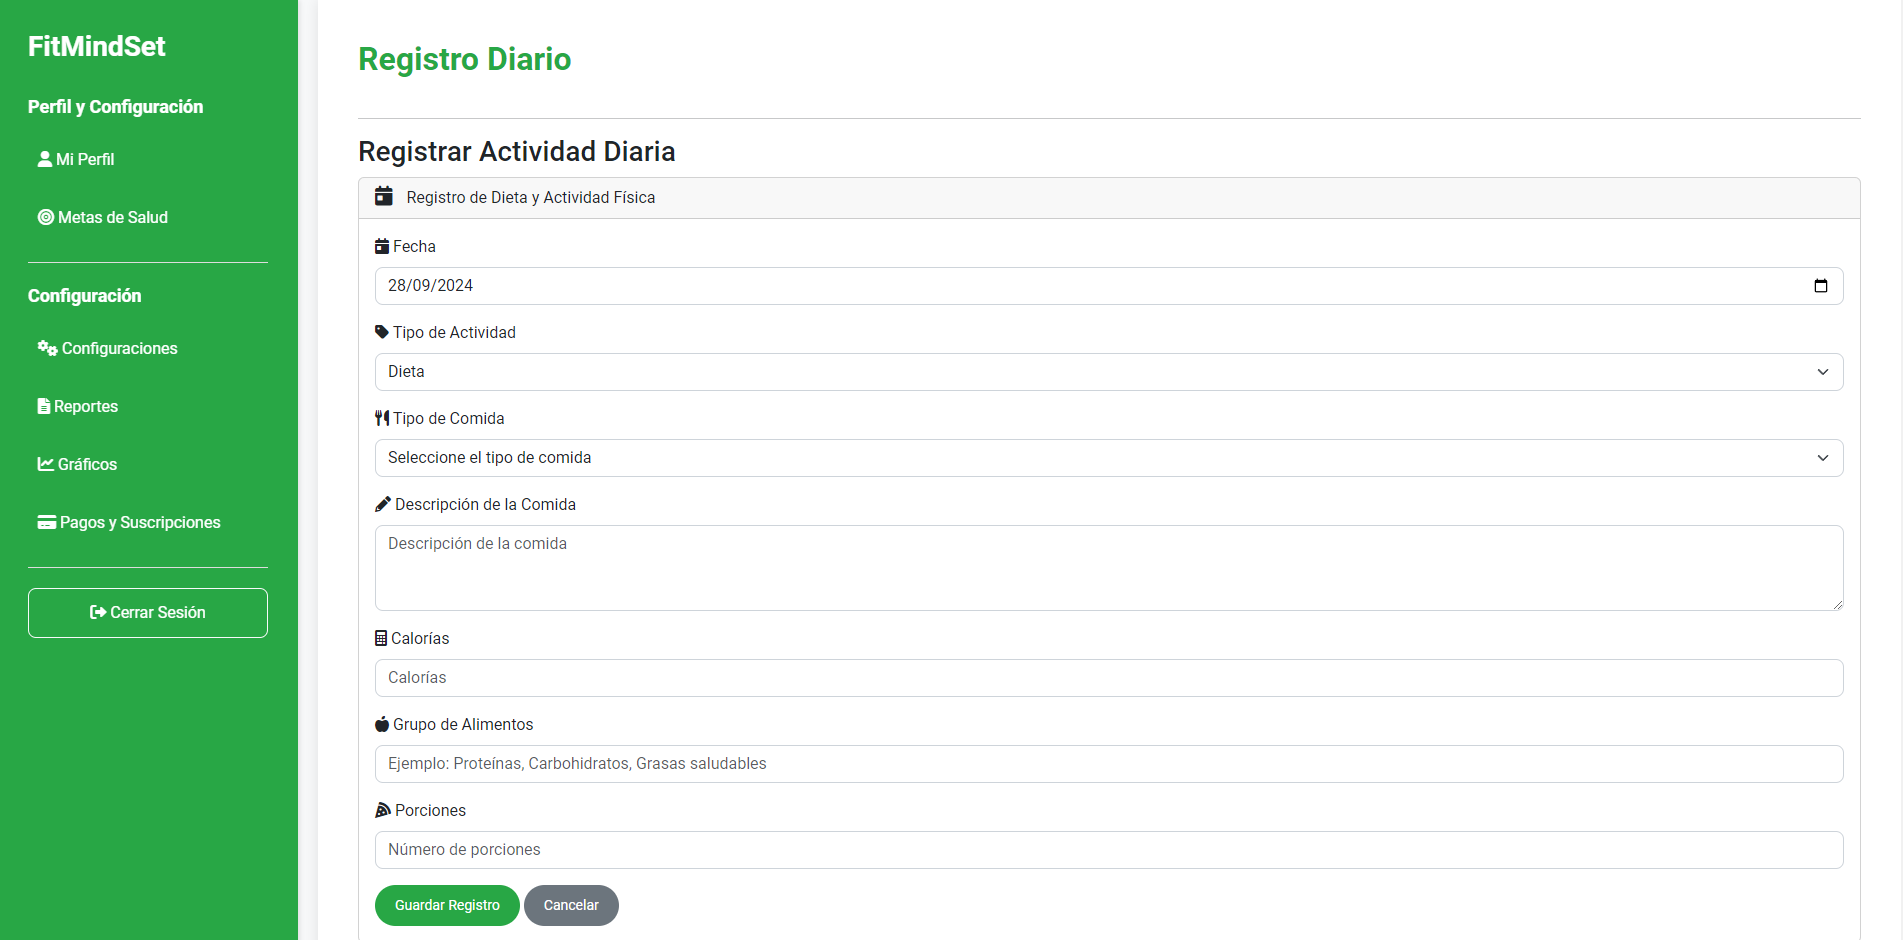 FitMindSet
Perfil y Configuración
Mi Perfil
Metas de Salud
Configuración
Configuraciones
Reportes
Gráficos
Pagos y Suscripciones
Cerrar Sesión
Registro Diario
Registrar Actividad Diaria
Registro de Dieta y Actividad Física
Fecha
28/09/2024
Tipo de Actividad
Dieta
Tipo de Comida
Seleccione el tipo de comida
Descripción de la Comida
Descripción de la comida
Calorías
Calorías
Grupo de Alimentos
Ejemplo: Proteínas, Carbohidratos, Grasas saludables
Porciones
Número de porciones
Guardar Registro
Cancelar